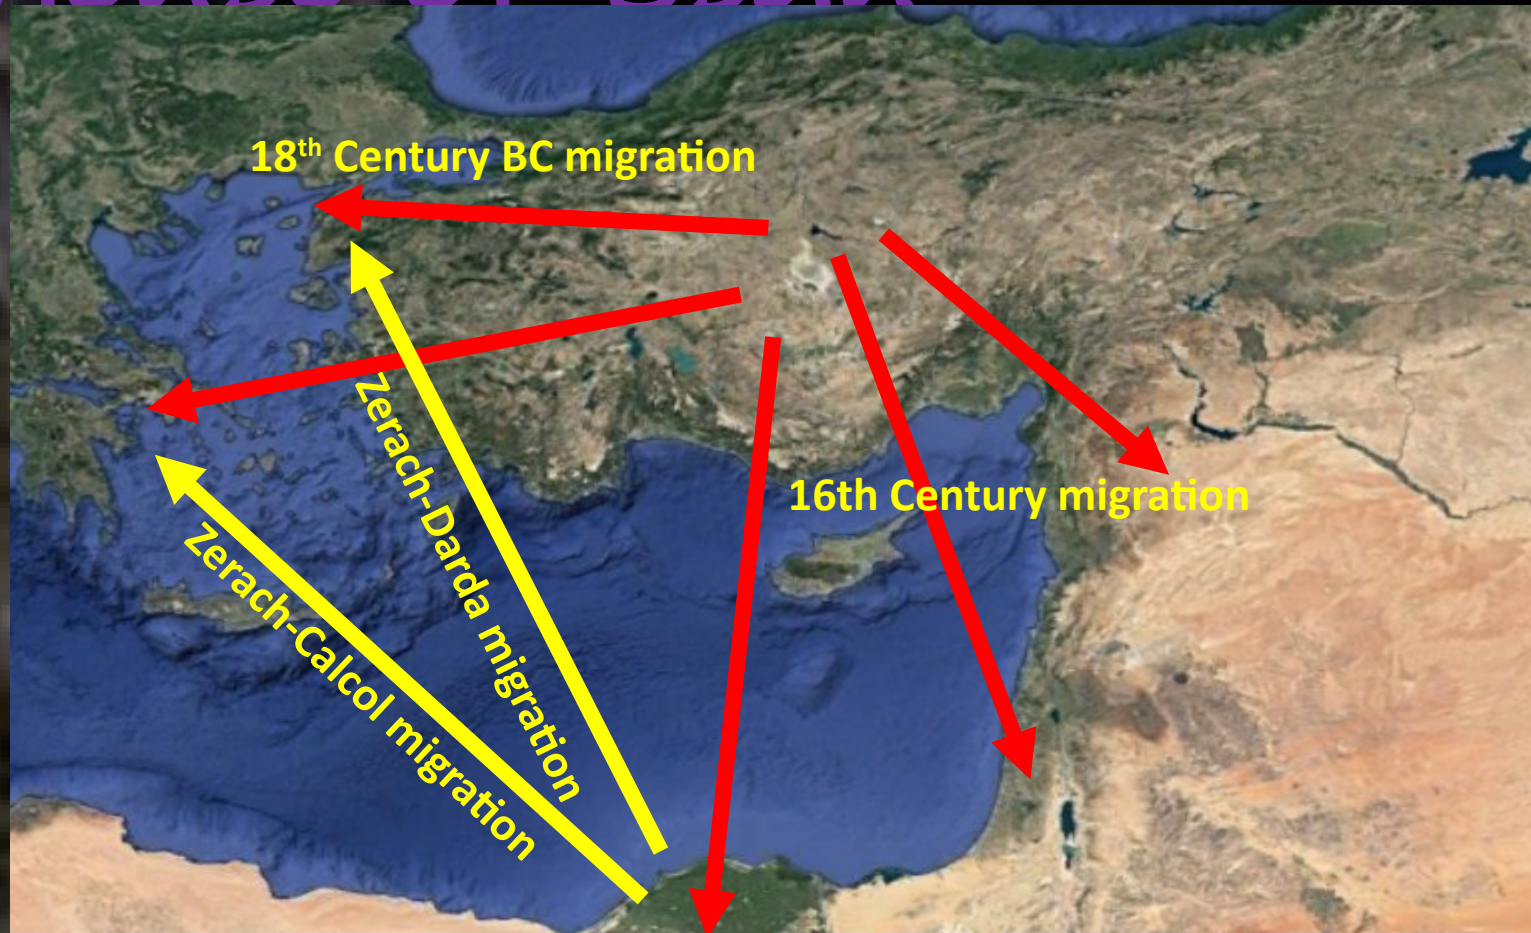 18th Century BC migration
Zerach-Darda migration
16th Century migration
Zerach-Calcol migration